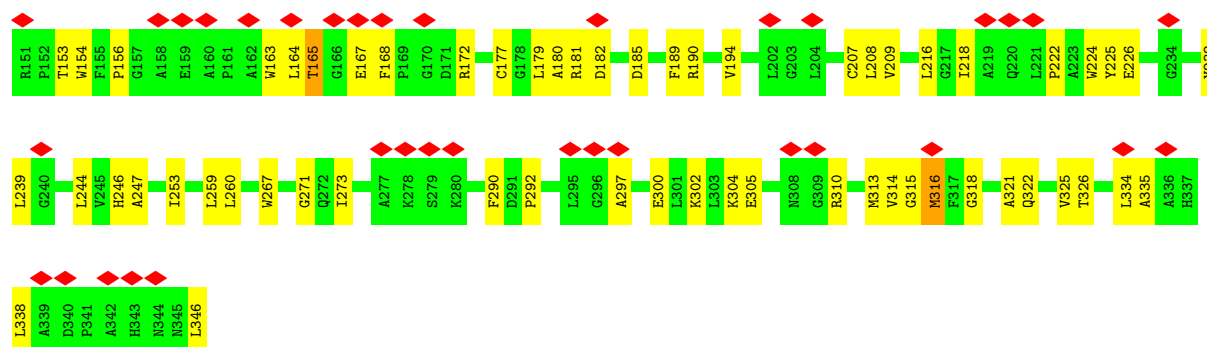 R151 P152 T153 W154 F155 P156 G157 A158 E159 A160 P161 A162 W163 L164 T165 G166 E167 F168 P169 G170 D171 R172 C177 G178 L179 A180 R181 D182 D185 F189 R190 V194 L202 G203 L204 C207 L208 V209 L216 G217 I218 A219 Q220 L221 P222 A223 W224 Y225 E226 G234
L239 G240 L244 V245 H246 A247 I253 L259 L260 W267 G271 Q272 I273 A277 K278 S279 K280 F290 D291 P292 L295 G296 A297 E300 L301 K302 L303 K304 E305 N308 G309 R310 M313 V314 G315 M316 F317 G318 A321 Q322 V325 T326 L334 A335 A336 H337
L338 A339 D340 P341 A342 H343 N344 N345 L346